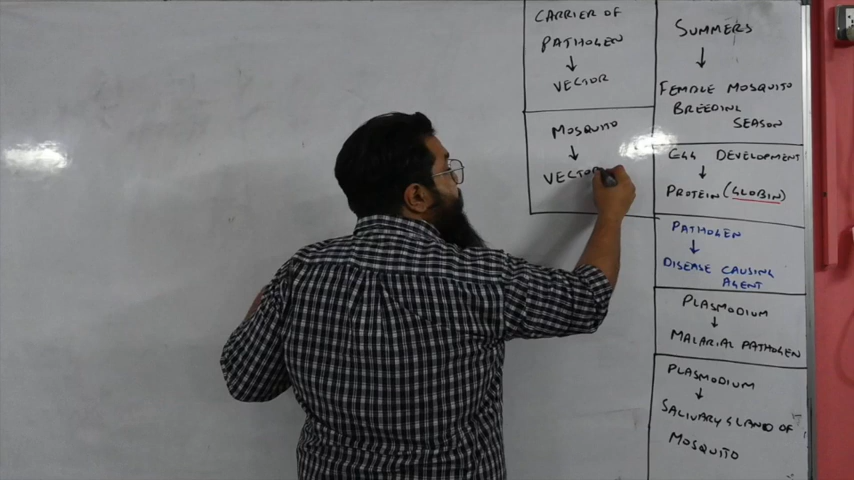 CARRIER OF
PATHOGEN
↓
VECTOR
MOSQUITO
↓
VECTOR
SUMMERS
↓
FEMALE MOSQUITO
BREEDING
SEASON
EGG DEVELOPMENT
↓
PROTEIN (GLOBIN)
PATHOGEN
↓
DISEASE CAUSING
AGENT
PLASMODIUM
↓
MALARIAL PATHOGEN
PLASMODIUM
↓
SALIVARY GLAND OF
MOSQUITO